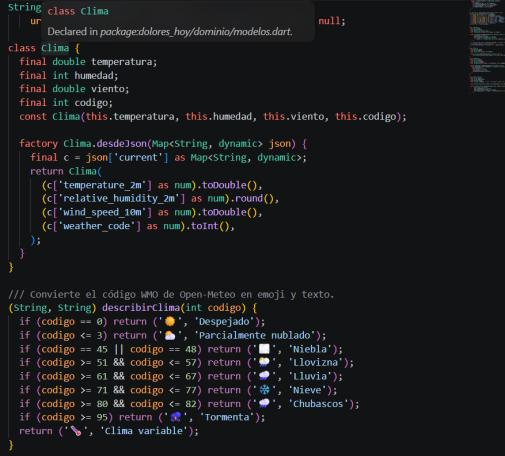 String class Clima
ur null;
Declared in package:dolores_hoy/dominio/modelos.dart.
class Clima {
final double temperatura;
final int humedad;
final double viento;
final int codigo;
const Clima(this.temperatura, this.humedad, this.viento, this.codigo);
factory Clima.desdeJson(Map<String, dynamic> json) {
final c = json['current'] as Map<String, dynamic>;
return Clima(
(c['temperature_2m'] as num).toDouble(),
(c['relative_humidity_2m'] as num).round(),
(c['wind_speed_10m'] as num).toDouble(),
(c['weather_code'] as num).toInt(),
);
}
}
/// Convierte el código WMO de Open-Meteo en emoji y texto.
(String, String) describirClima(int codigo) {
if (codigo == 0) return ('☀️', 'Despejado');
if (codigo <= 3) return ('🌤️', 'Parcialmente nublado');
if (codigo == 45 || codigo == 48) return ('🌫️', 'Niebla');
if (codigo >= 51 && codigo <= 57) return ('🌦️', 'Llovizna');
if (codigo >= 61 && codigo <= 67) return ('🌧️', 'Lluvia');
if (codigo >= 71 && codigo <= 77) return ('❄️', 'Nieve');
if (codigo >= 80 && codigo <= 82) return ('🌧️', 'Chubascos');
if (codigo >= 95) return ('⛈️', 'Tormenta');
return ('🌡️', 'Clima variable');
}